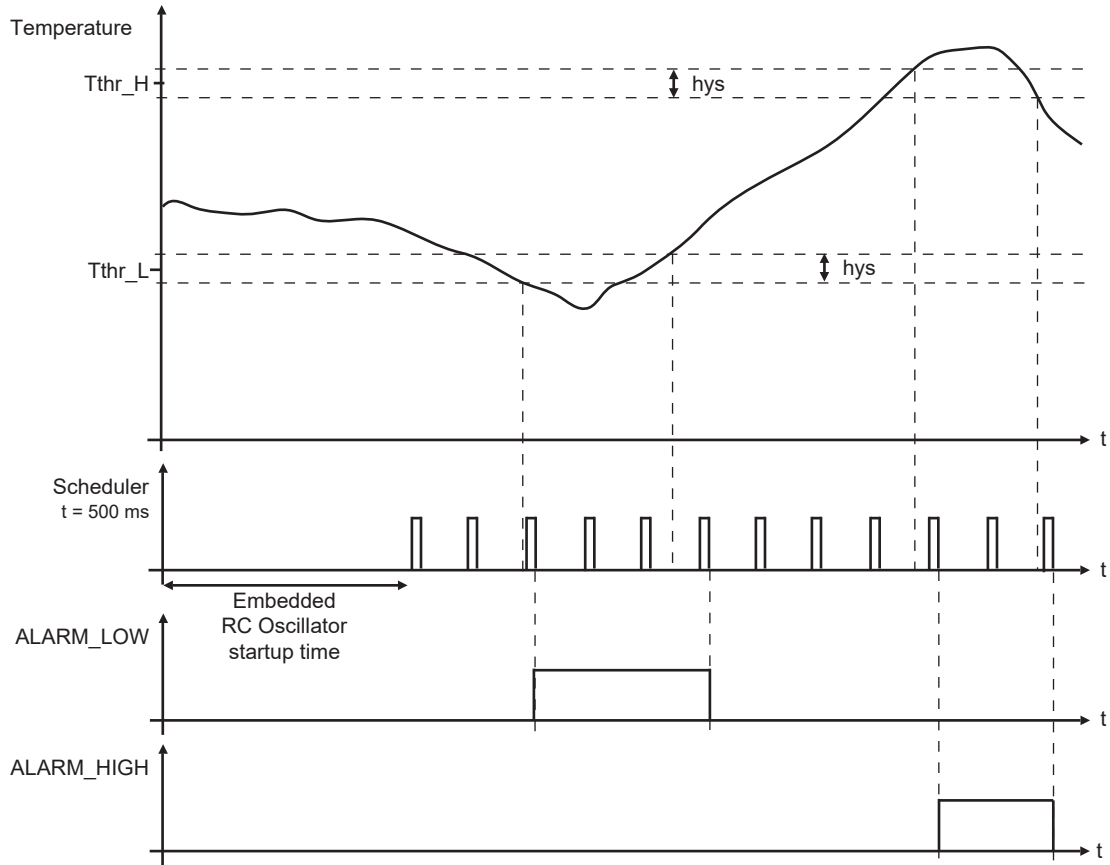 Temperature
Tthr_H
hys
Tthr_L
hys
t
Scheduler
t = 500 ms
t
Embedded
RC Oscillator
startup time
ALARM_LOW
t
ALARM_HIGH
t